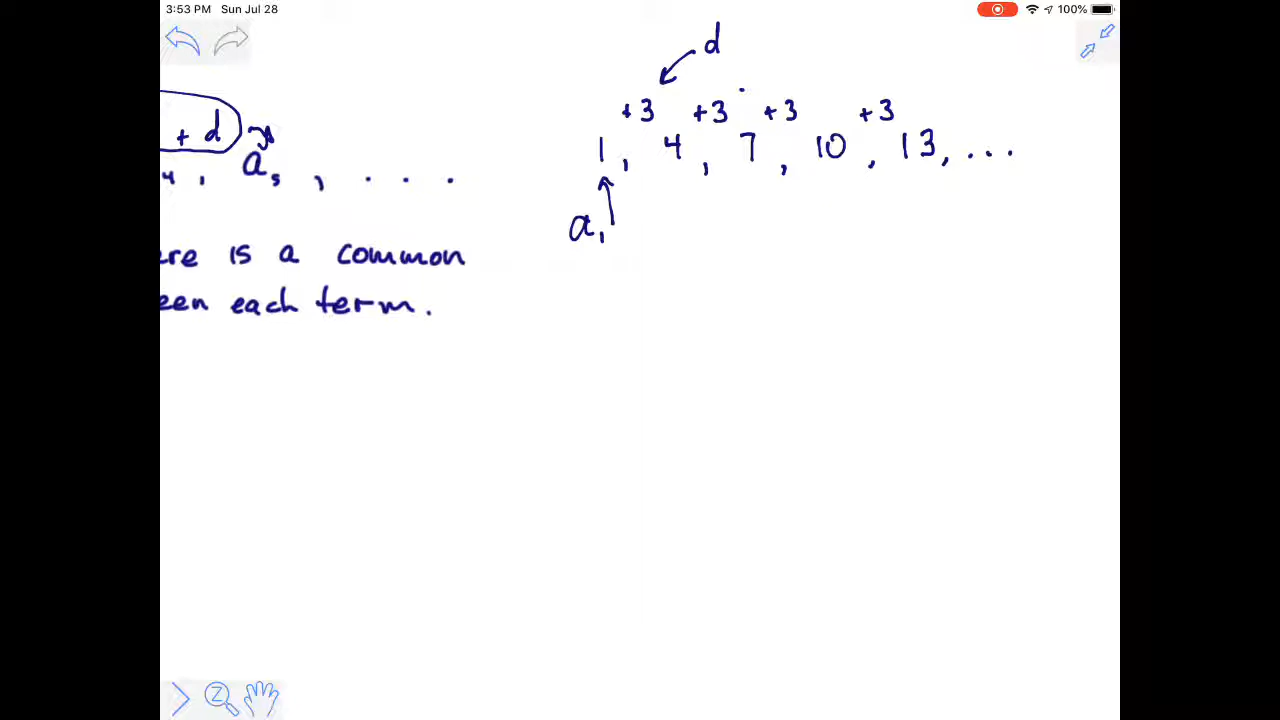 3:53 PM Sun Jul 28
100%
+ d
a5, . . .
ere is a common
een each term.
d
+3 +3 +3 +3
1, 4, 7, 10, 13, ...
a1
Z